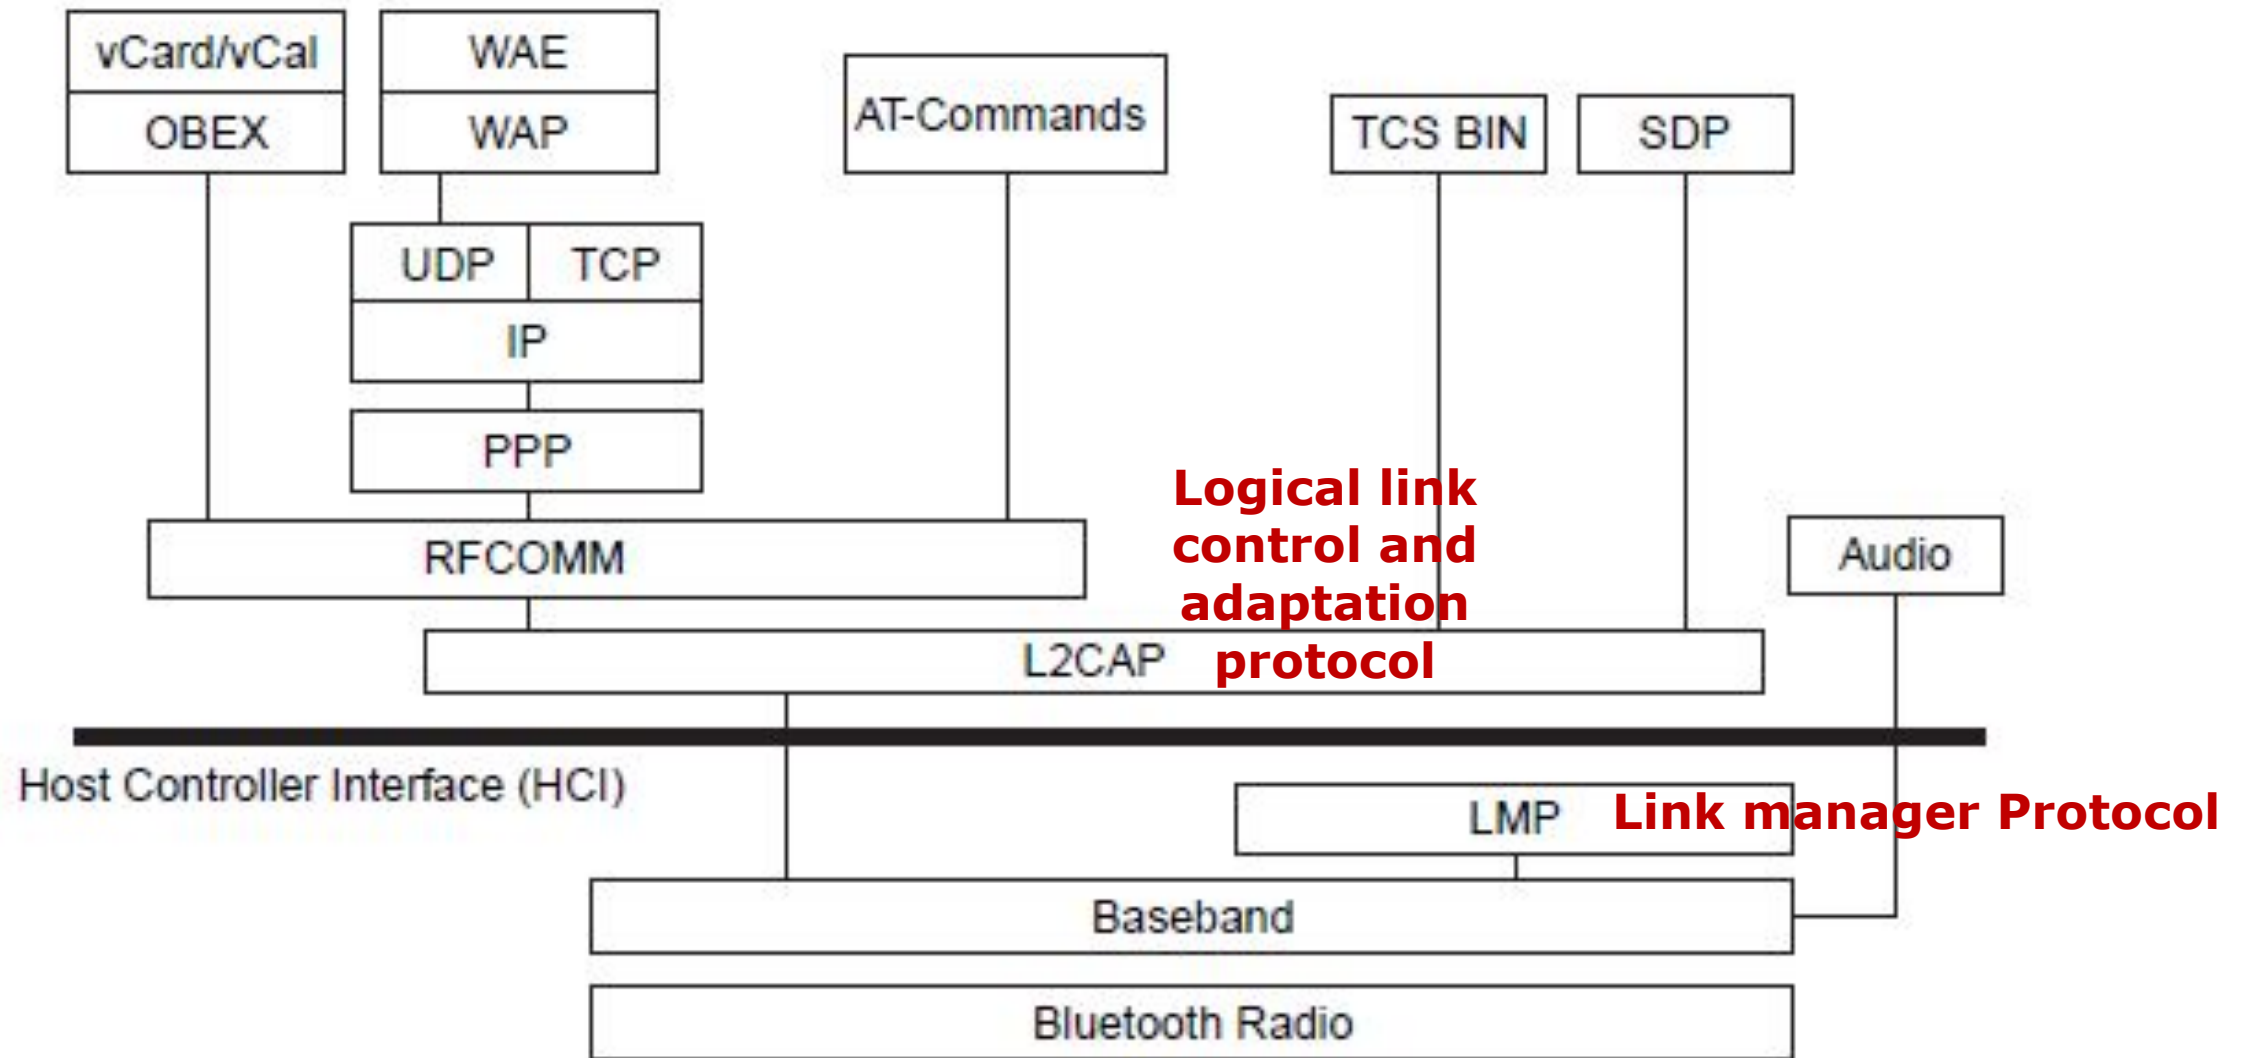 vCard/vCal
OBEX
WAE
WAP
AT-Commands
TCS BIN
SDP
UDP
TCP
IP
PPP
RFCOMM
Logical link
control and
adaptation
protocol
Audio
L2CAP
Host Controller Interface (HCI)
LMP
Link manager Protocol
Baseband
Bluetooth Radio